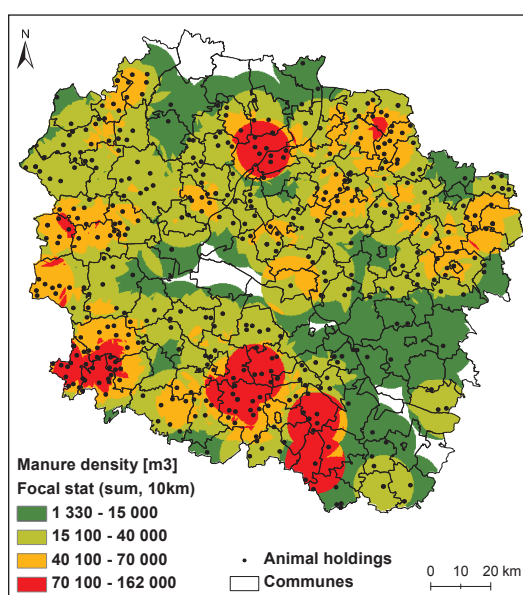 N
Manure density [m3]
Focal stat (sum, 10km)
1 330 - 15 000
15 100 - 40 000
40 100 - 70 000
70 100 - 162 000
Animal holdings
Communes
0 10 20 km